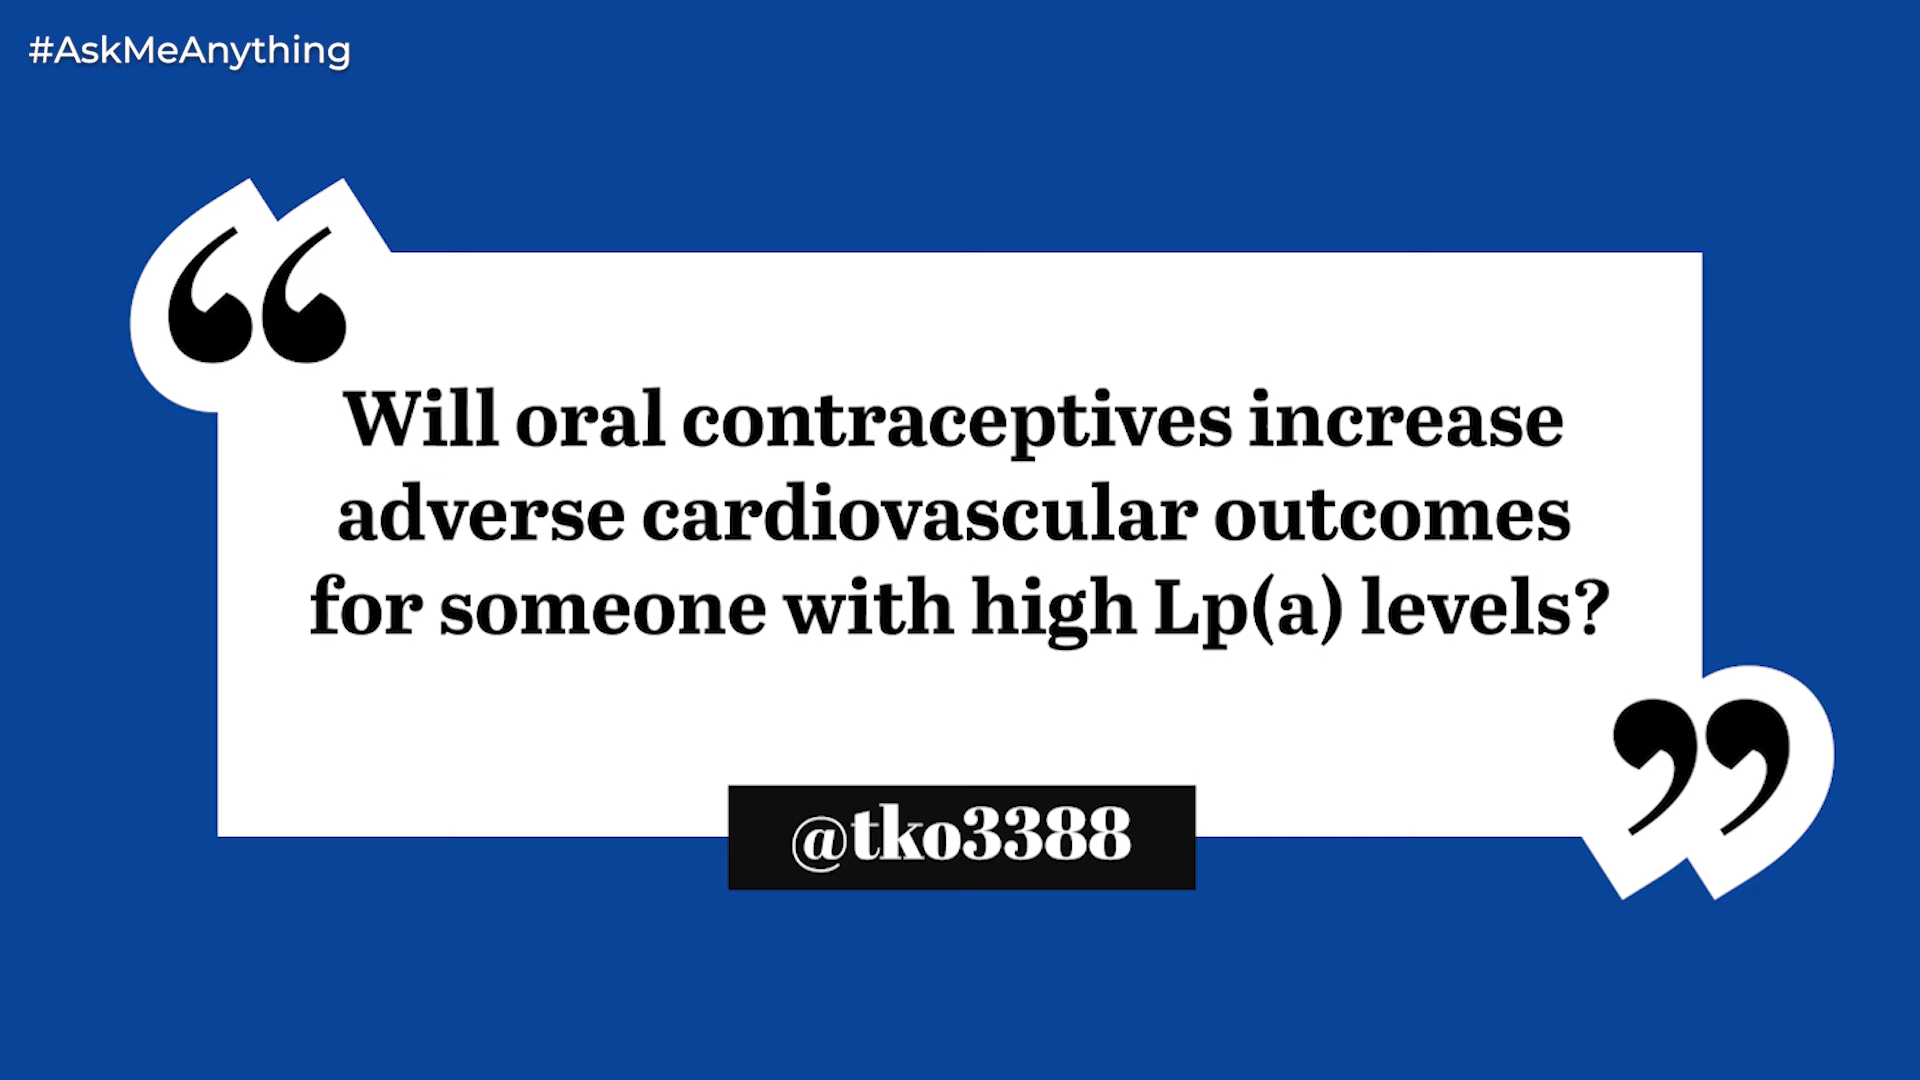 #AskMeAnything
“
Will oral contraceptives increase
adverse cardiovascular outcomes
for someone with high Lp(a) levels?
”
@tko3388